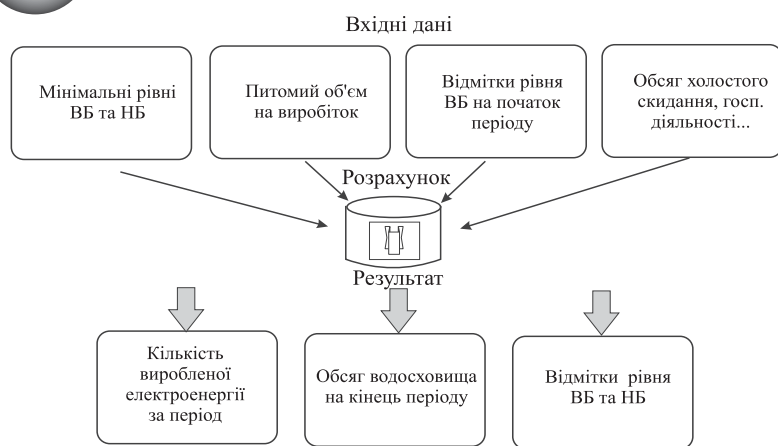 Вхідні дані
Мінімальні рівні
ВБ та НБ
Питомий об'єм
на виробіток
Відмітки рівня
ВБ на початок
періоду
Обсяг холостого
скидання, госп.
діяльності...
Розрахунок
Результат
Кількість
виробленої
електроенергії
за період
Обсяг водосховища
на кінець періоду
Відмітки рівня
ВБ та НБ